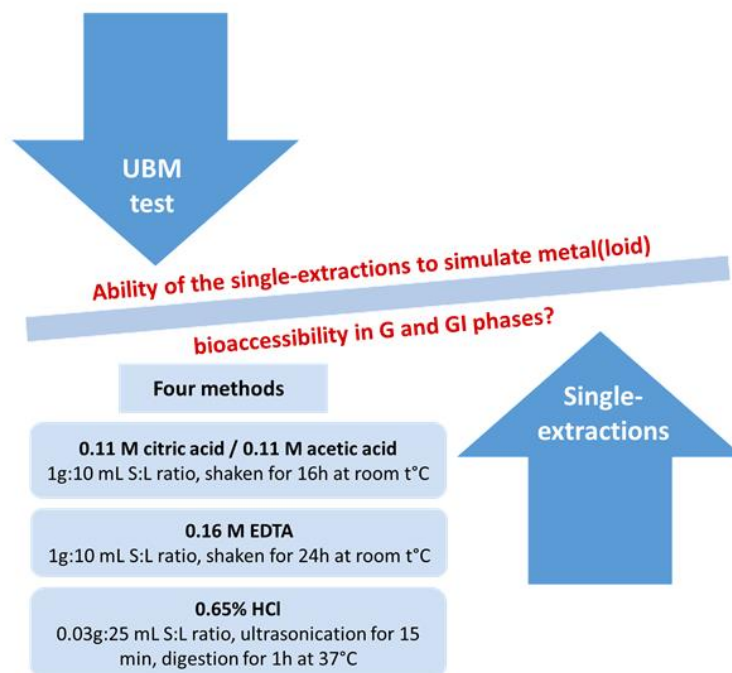 UBM
test
Ability of the single-extractions to simulate metal(loid)
bioaccessibility in G and GI phases?
Four methods
0.11 M citric acid / 0.11 M acetic acid
1g:10 mL S:L ratio, shaken for 16h at room t°C
0.16 M EDTA
1g:10 mL S:L ratio, shaken for 24h at room t°C
0.65% HCl
0.03g:25 mL S:L ratio, ultrasonication for 15
min, digestion for 1h at 37°C
Single-
extractions